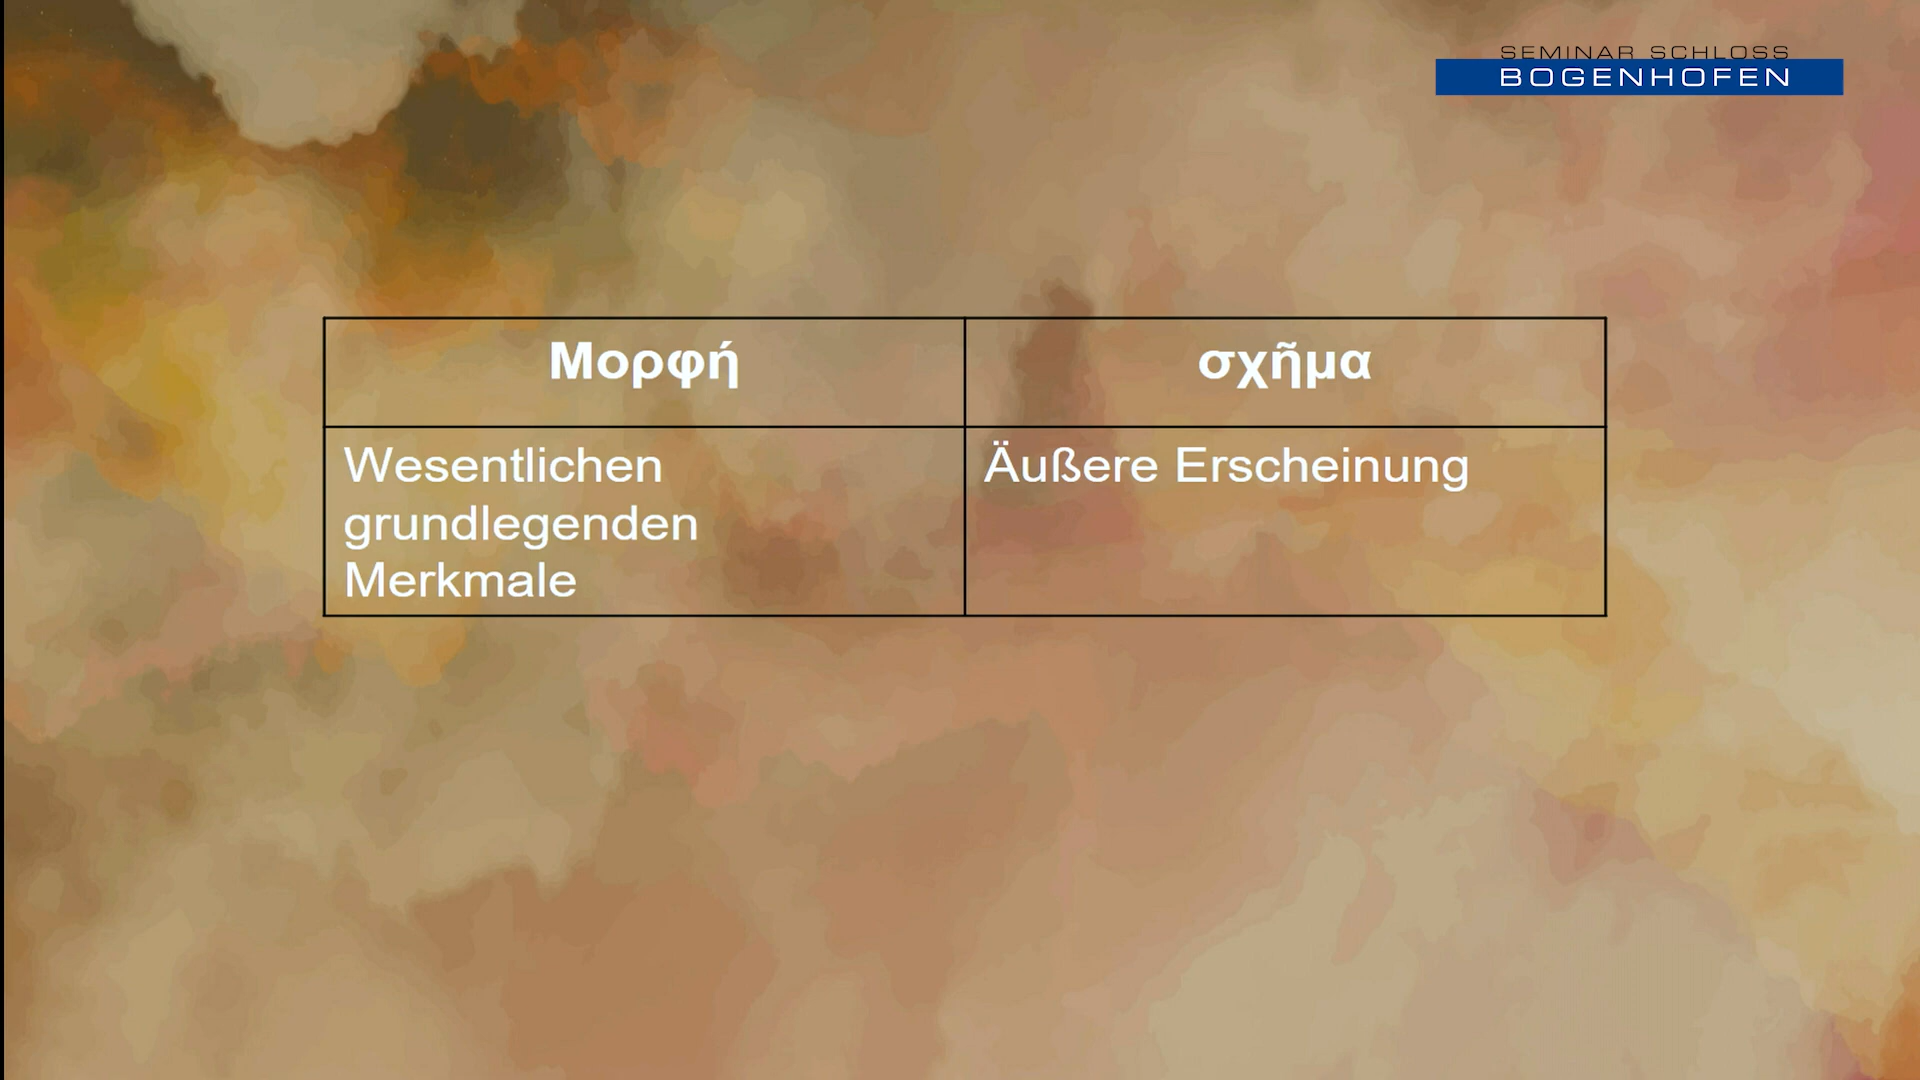 SEMINAR SCHLOSS
BOGENHOFEN
Μορφή
σχῆμα
Wesentlichen
grundlegenden
Merkmale
Äußere Erscheinung